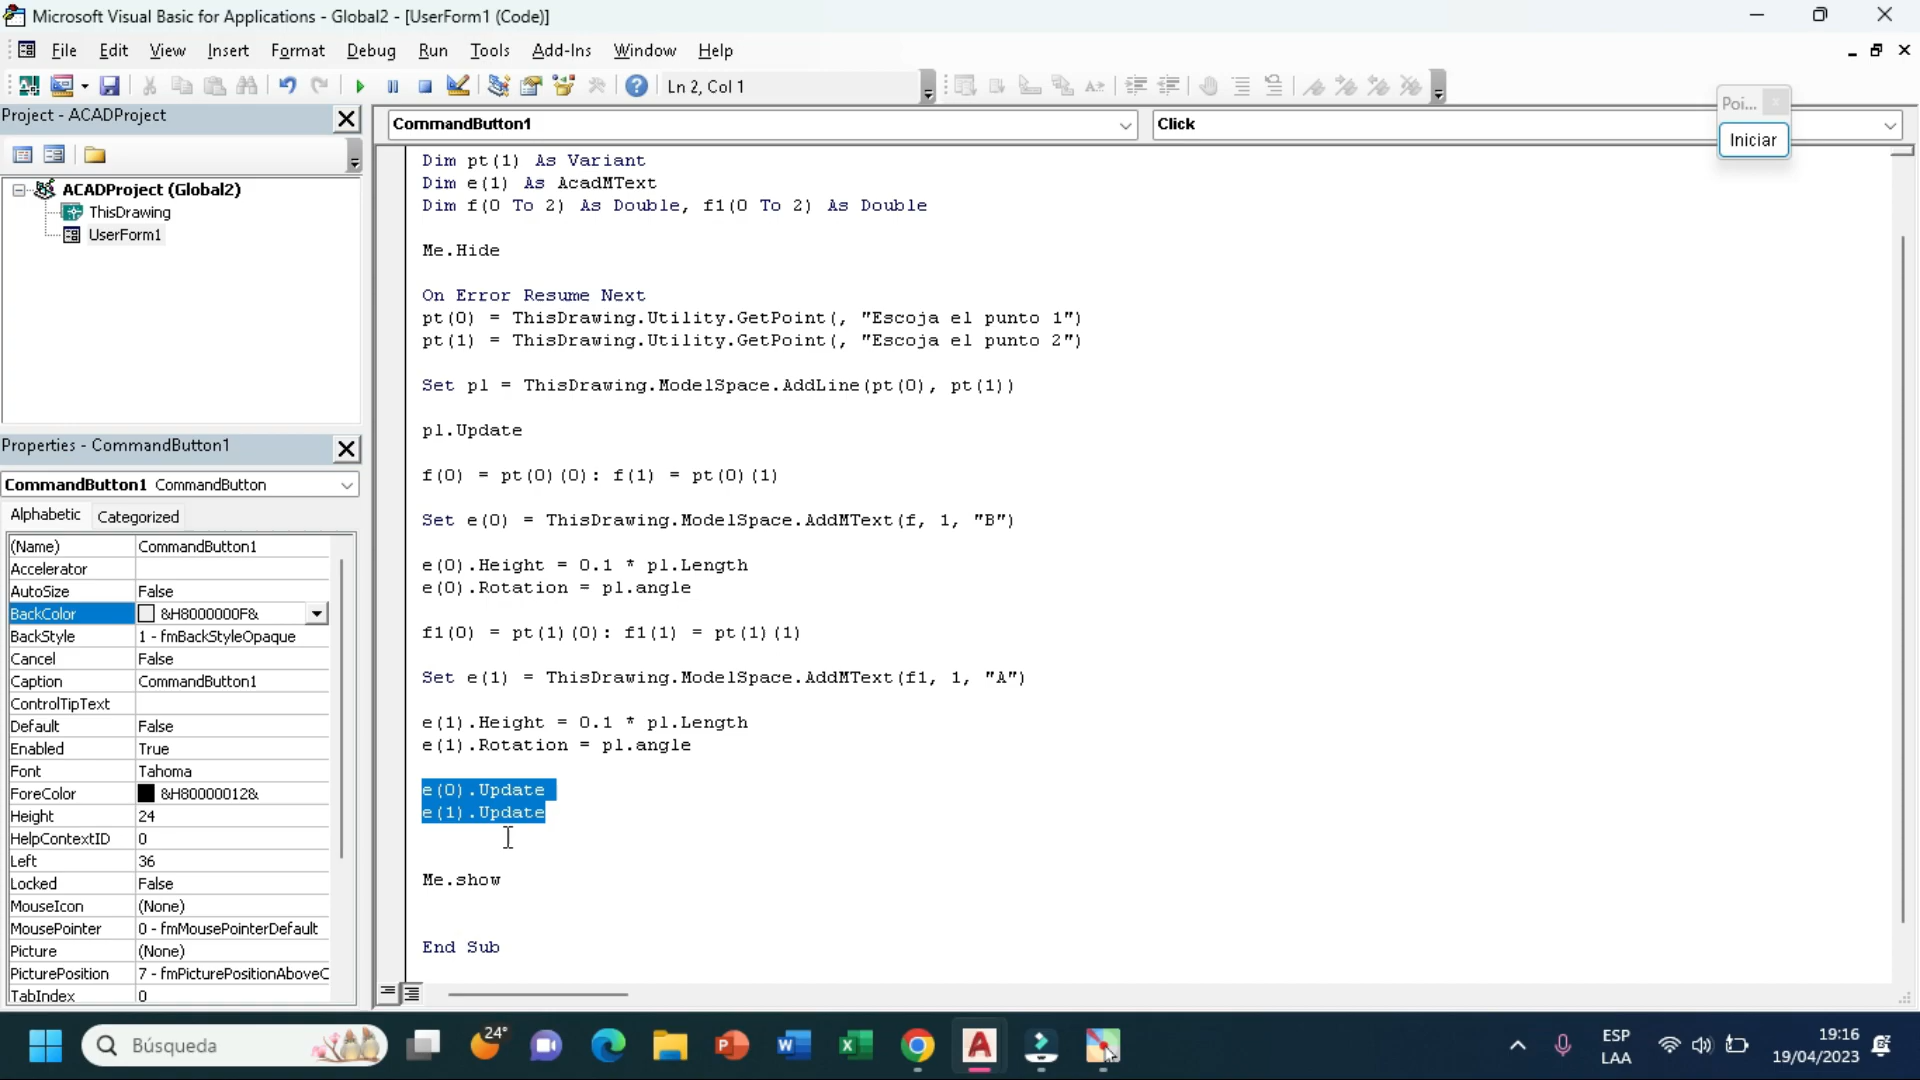 Microsoft Visual Basic for Applications - Global2 - [UserForm1 (Code)]
File Edit View Insert Format Debug Run Tools Add-Ins Window Help
Ln 2, Col 1
Poi...
Iniciar
Project - ACADProject
ACADProject (Global2)
ThisDrawing
UserForm1
CommandButton1
Click
Dim pt(1) As Variant
Dim e(1) As AcadMText
Dim f(0 To 2) As Double, f1(0 To 2) As Double
Me.Hide
On Error Resume Next
pt(0) = ThisDrawing.Utility.GetPoint(, "Escoja el punto 1")
pt(1) = ThisDrawing.Utility.GetPoint(, "Escoja el punto 2")
Set pl = ThisDrawing.ModelSpace.AddLine(pt(0), pt(1))
pl.Update
f(0) = pt(0)(0): f(1) = pt(0)(1)
Set e(0) = ThisDrawing.ModelSpace.AddMText(f, 1, "B")
e(0).Height = 0.1 * pl.Length
e(0).Rotation = pl.angle
f1(0) = pt(1)(0): f1(1) = pt(1)(1)
Set e(1) = ThisDrawing.ModelSpace.AddMText(f1, 1, "A")
e(1).Height = 0.1 * pl.Length
e(1).Rotation = pl.angle
e(0).Update
e(1).Update
Me.show
End Sub
Properties - CommandButton1
CommandButton1 CommandButton
Alphabetic Categorized
(Name) CommandButton1
Accelerator
AutoSize False
BackColor &H8000000F&
BackStyle 1 - fmBackStyleOpaque
Cancel False
Caption CommandButton1
ControlTipText
Default False
Enabled True
Font Tahoma
ForeColor &H80000012&
Height 24
HelpContextID 0
Left 36
Locked False
MouseIcon (None)
MousePointer 0 - fmMousePointerDefault
Picture (None)
PicturePosition 7 - fmPicturePositionAboveC
TabIndex 0
Búsqueda
24°
ESP
LAA
19:16
19/04/2023